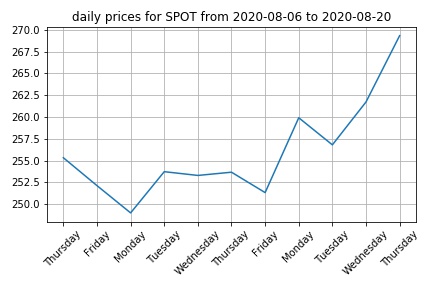 daily prices for SPOT from 2020-08-06 to 2020-08-20
270.0
267.5
265.0
262.5
260.0
257.5
255.0
252.5
250.0
Thursday
Friday
Monday
Tuesday
Wednesday
Thursday
Friday
Monday
Tuesday
Wednesday
Thursday